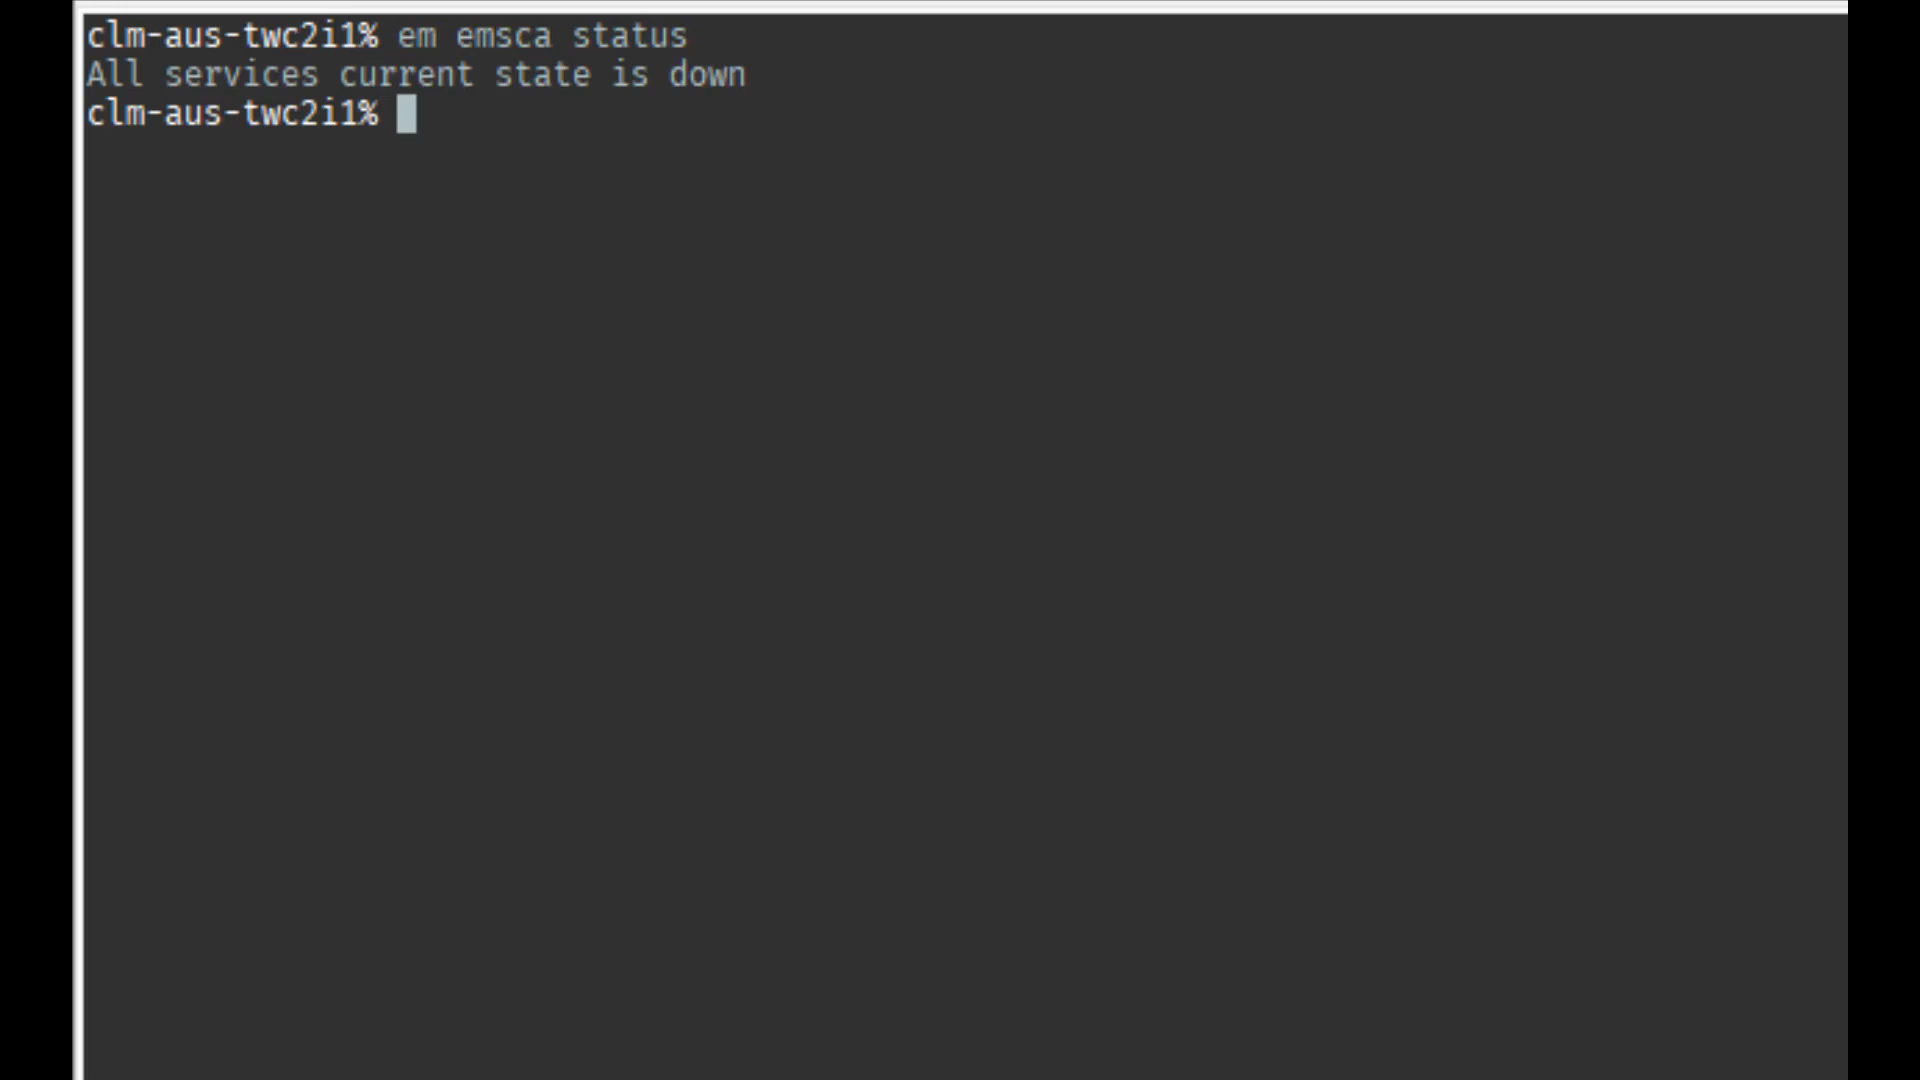 clm-aus-twc2i1% em emsca status
All services current state is down
clm-aus-twc2i1%